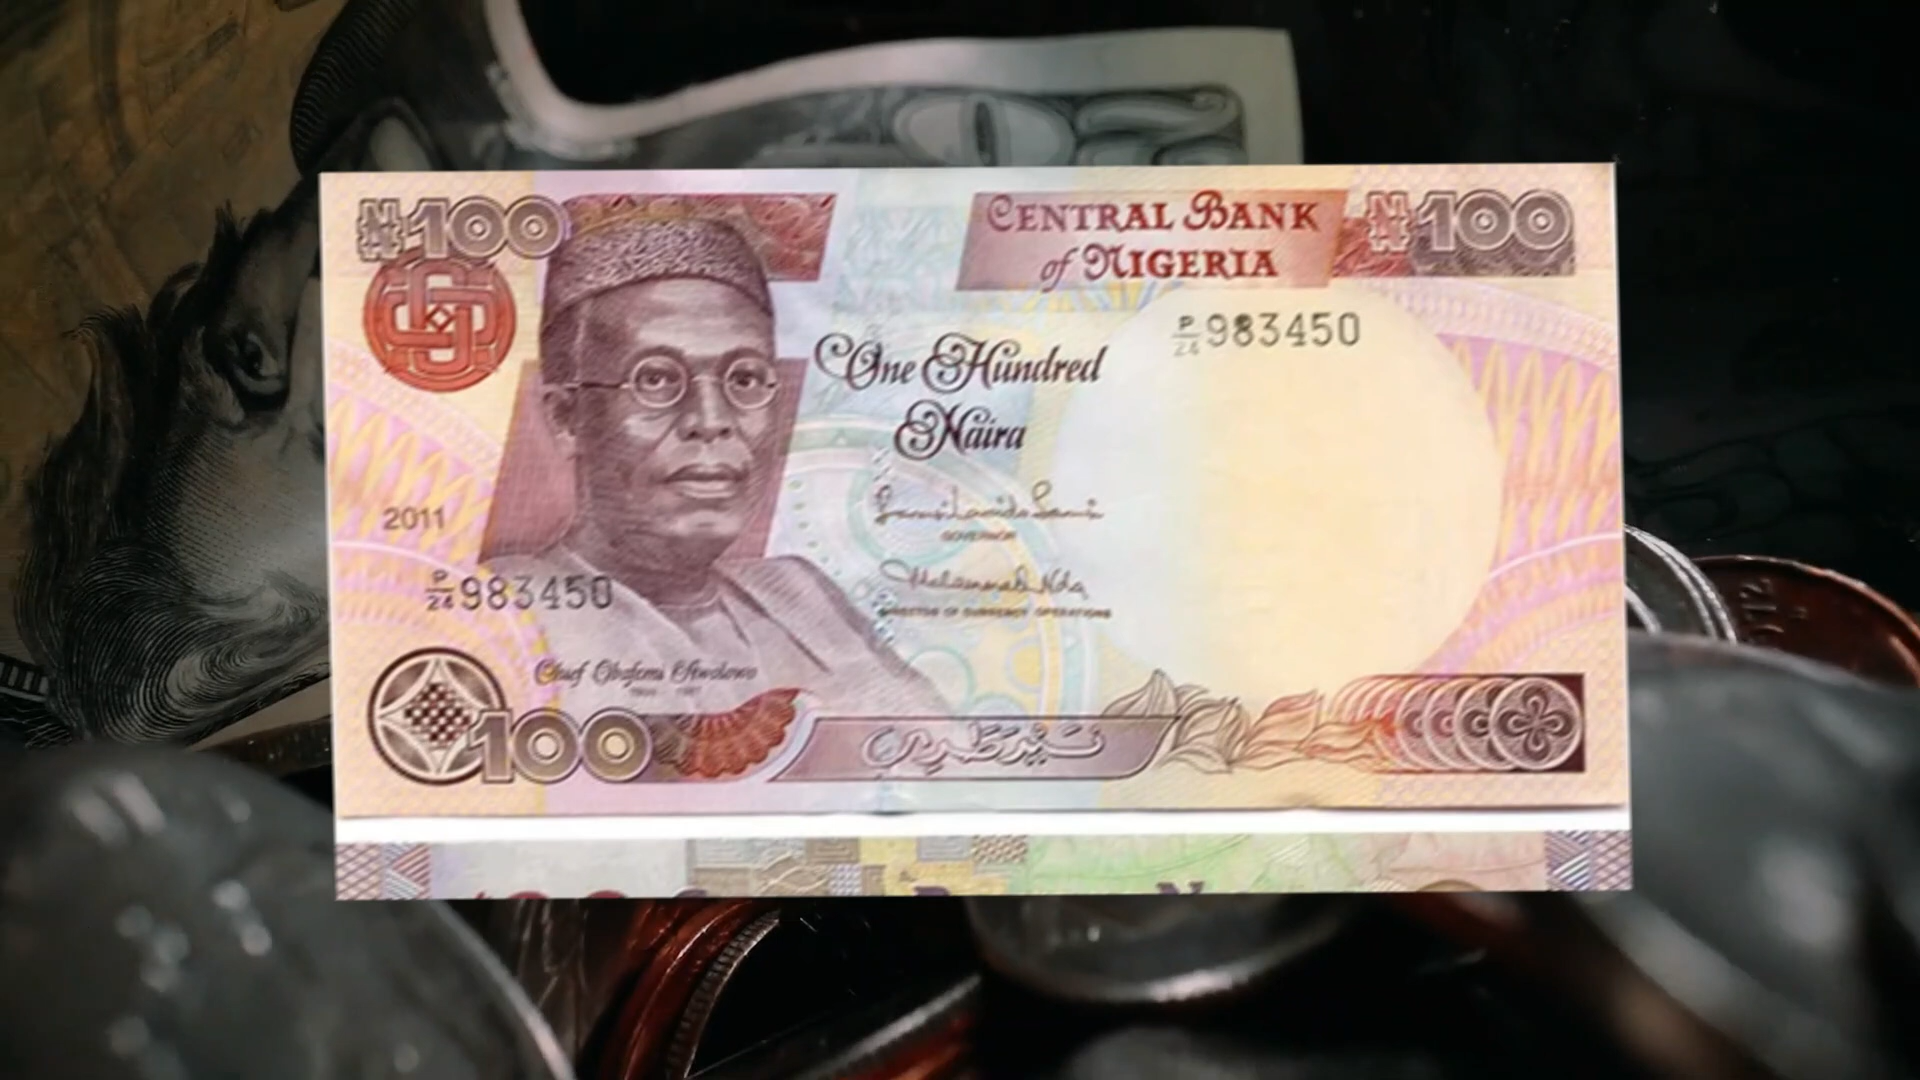 ₦100
CENTRAL BANK
of NIGERIA
₦100
P/24 983450
One Hundred
Naira
2011
GOVERNOR
P/24 983450
DIRECTOR OF CURRENCY OPERATIONS
Chief Obafemi Awolowo
100